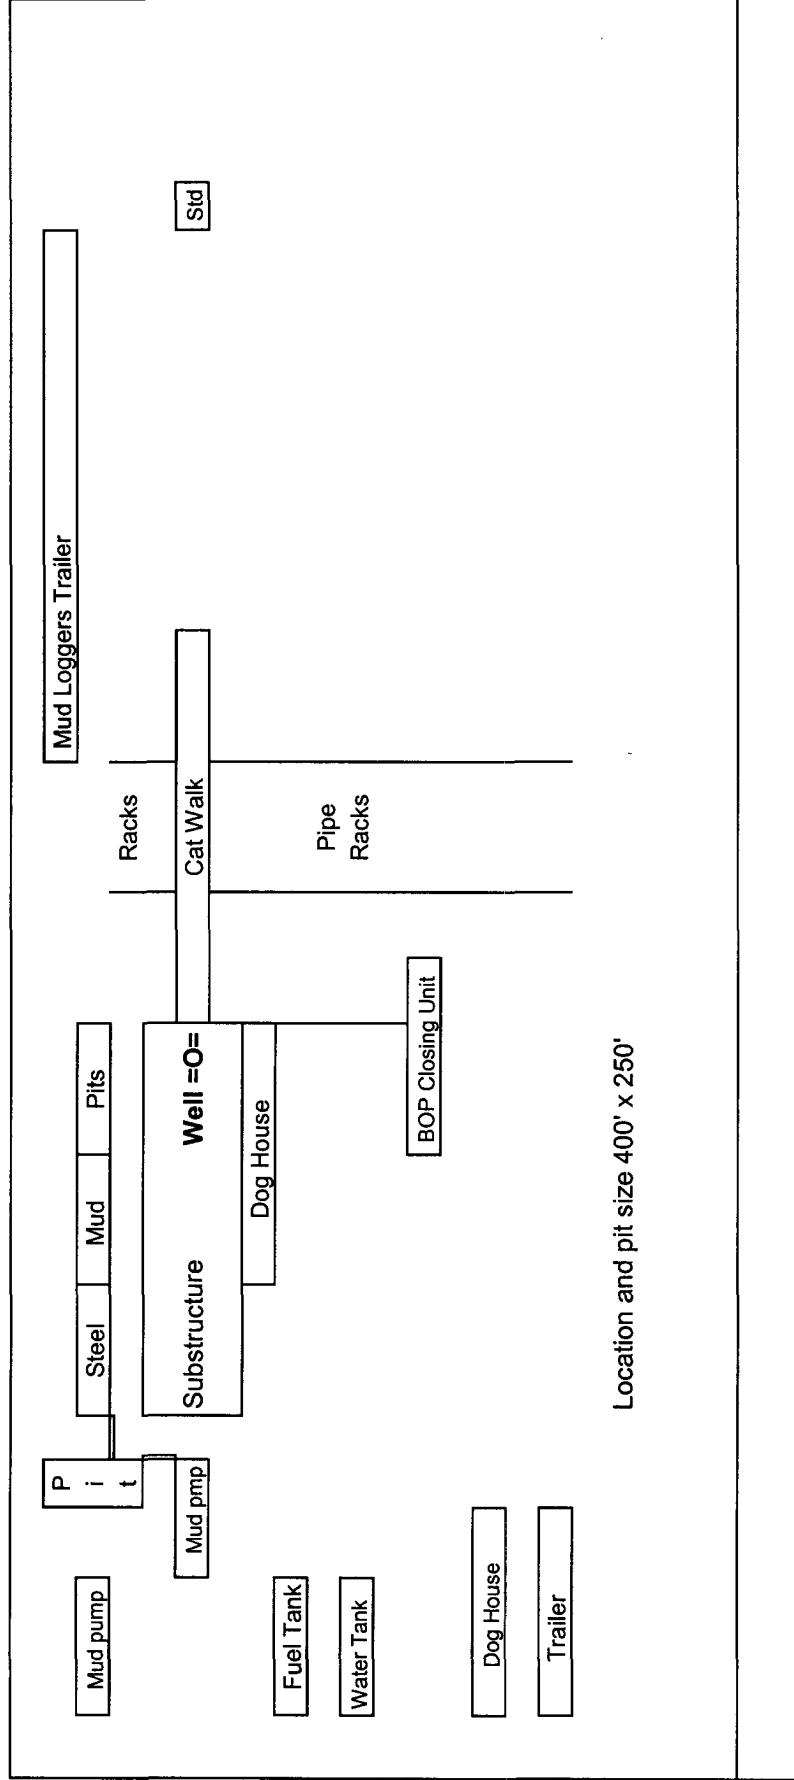 Mud Loggers Trailer
Std
Steel
Mud
Pits
Racks
P
i
t
Mud pump
Mud pmp
Substructure
Well =O=
Cat Walk
Dog House
Fuel Tank
Water Tank
Pipe
Racks
BOP Closing Unit
Dog House
Trailer
Location and pit size 400' x 250'